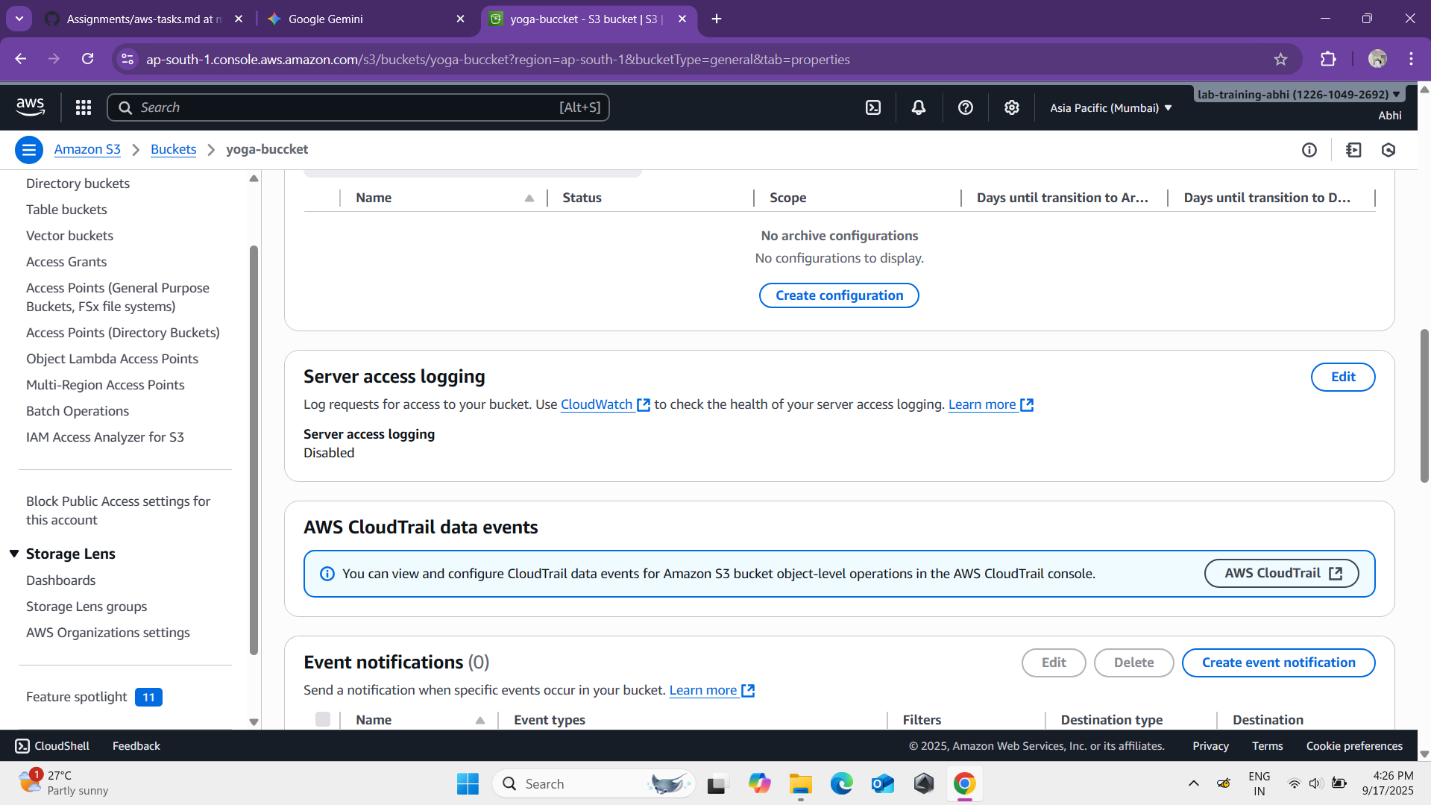 Assignments/aws-tasks.md at n
Google Gemini
yoga-buccket - S3 bucket | S3 |
ap-south-1.console.aws.amazon.com/s3/buckets/yoga-buccket?region=ap-south-1&bucketType=general&tab=properties
aws
Search
[Alt+S]
Asia Pacific (Mumbai)
lab-training-abhi (1226-1049-2692)
Abhi
Amazon S3
Buckets
yoga-buccket
Directory buckets
Table buckets
Vector buckets
Access Grants
Access Points (General Purpose
Buckets, FSx file systems)
Access Points (Directory Buckets)
Object Lambda Access Points
Multi-Region Access Points
Batch Operations
IAM Access Analyzer for S3
Block Public Access settings for
this account
Storage Lens
Dashboards
Storage Lens groups
AWS Organizations settings
Feature spotlight 11
Name Status Scope Days until transition to Ar... Days until transition to D...
No archive configurations
No configurations to display.
Create configuration
Server access logging
Edit
Log requests for access to your bucket. Use CloudWatch to check the health of your server access logging. Learn more
Server access logging
Disabled
AWS CloudTrail data events
You can view and configure CloudTrail data events for Amazon S3 bucket object-level operations in the AWS CloudTrail console.
AWS CloudTrail
Event notifications (0)
Edit Delete Create event notification
Send a notification when specific events occur in your bucket. Learn more
Name Event types Filters Destination type Destination
CloudShell Feedback © 2025, Amazon Web Services, Inc. or its affiliates. Privacy Terms Cookie preferences
1
27°C
Partly sunny
Search
ENG
IN
4:26 PM
9/17/2025